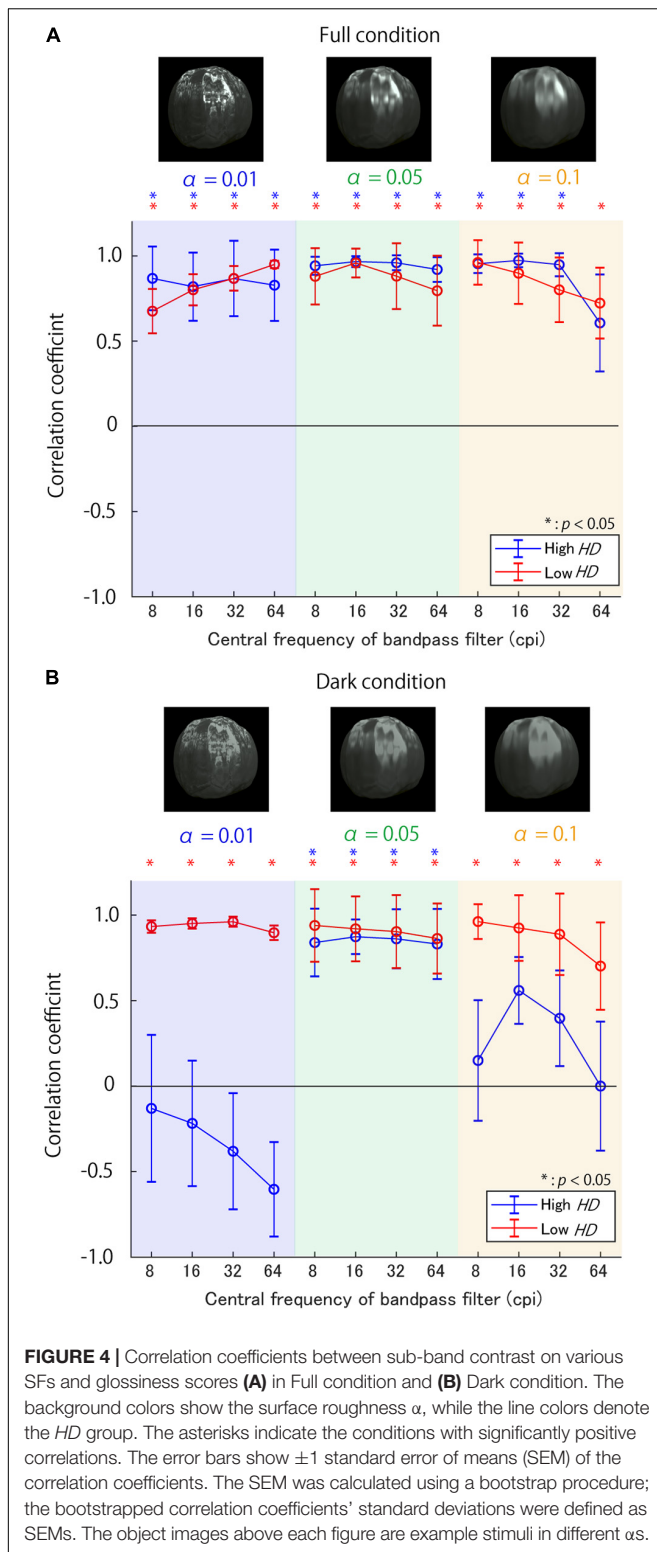 A
Full condition
α = 0.01 α = 0.05 α = 0.1
* * * * * * * * * * *
* * * * * * * * * * * *
Correlation coefficint
1.0
0.5
0
-0.5
-1.0
* : p < 0.05
High HD
Low HD
8 16 32 64 8 16 32 64 8 16 32 64
Central frequency of bandpass filter (cpi)
B
Dark condition
α = 0.01 α = 0.05 α = 0.1
* * * *
* * * * * * * * * * * *
Correlation coefficint
1.0
0.5
0
-0.5
-1.0
* : p < 0.05
High HD
Low HD
8 16 32 64 8 16 32 64 8 16 32 64
Central frequency of bandpass filter (cpi)
FIGURE 4 | Correlation coefficients between sub-band contrast on various
SFs and glossiness scores (A) in Full condition and (B) Dark condition. The
background colors show the surface roughness α, while the line colors denote
the HD group. The asterisks indicate the conditions with significantly positive
correlations. The error bars show ±1 standard error of means (SEM) of the
correlation coefficients. The SEM was calculated using a bootstrap procedure;
the bootstrapped correlation coefficients' standard deviations were defined as
SEMs. The object images above each figure are example stimuli in different αs.